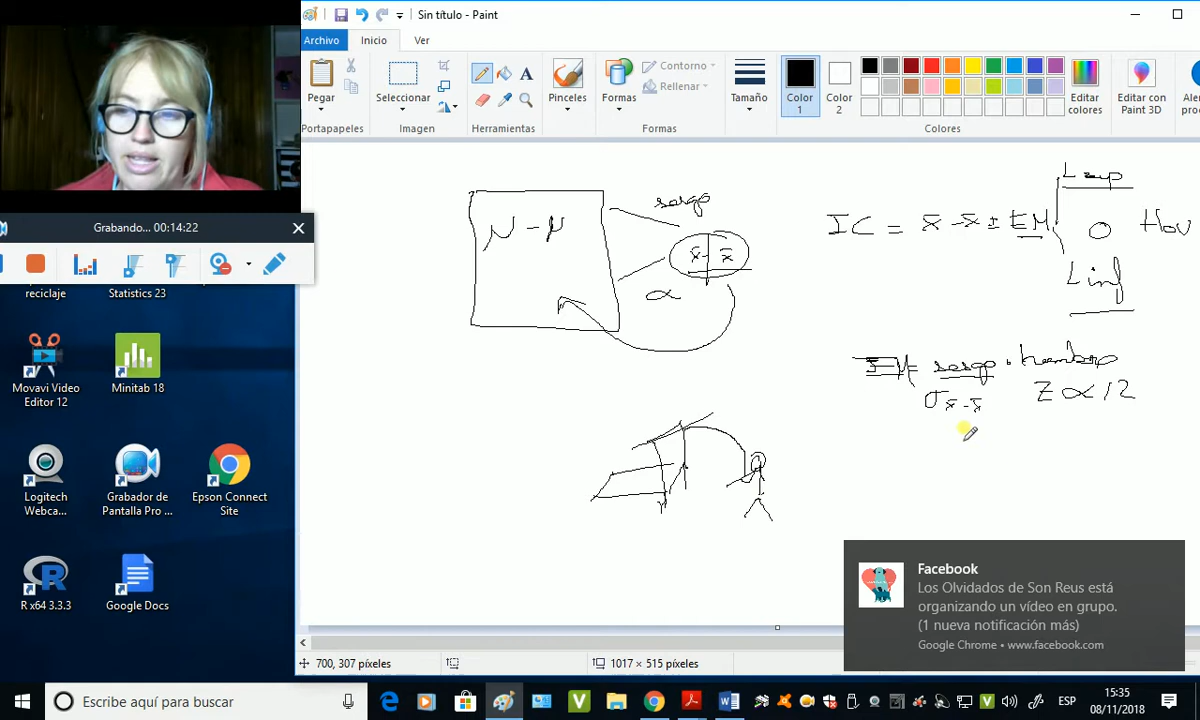 Sin título - Paint
Archivo
Inicio
Ver
Pegar
Seleccionar
Pinceles
Formas
Contorno
Rellenar
Tamaño
Color 1
Color 2
Editar colores
Editar con Paint 3D
Portapapeles
Imagen
Herramientas
Formas
Colores
Grabando... 00:14:22
reciclaje
Statistics 23
Movavi Video Editor 12
Minitab 18
Logitech Webca...
Grabador de Pantalla Pro ...
Epson Connect Site
R x64 3.3.3
Google Docs
μ - μ
sesgo
x̄ - x̄
α
IC = x̄ - x̄ ± EM
Lsup
0
Linf
EM = sesgo · hombro
σ x̄-x̄
Z α/2
Facebook
Los Olvidados de Son Reus está
organizando un vídeo en grupo.
(1 nueva notificación más)
Google Chrome • www.facebook.com
700, 307 píxeles
1017 × 515 píxeles
Escribe aquí para buscar
ESP
15:35
08/11/2018